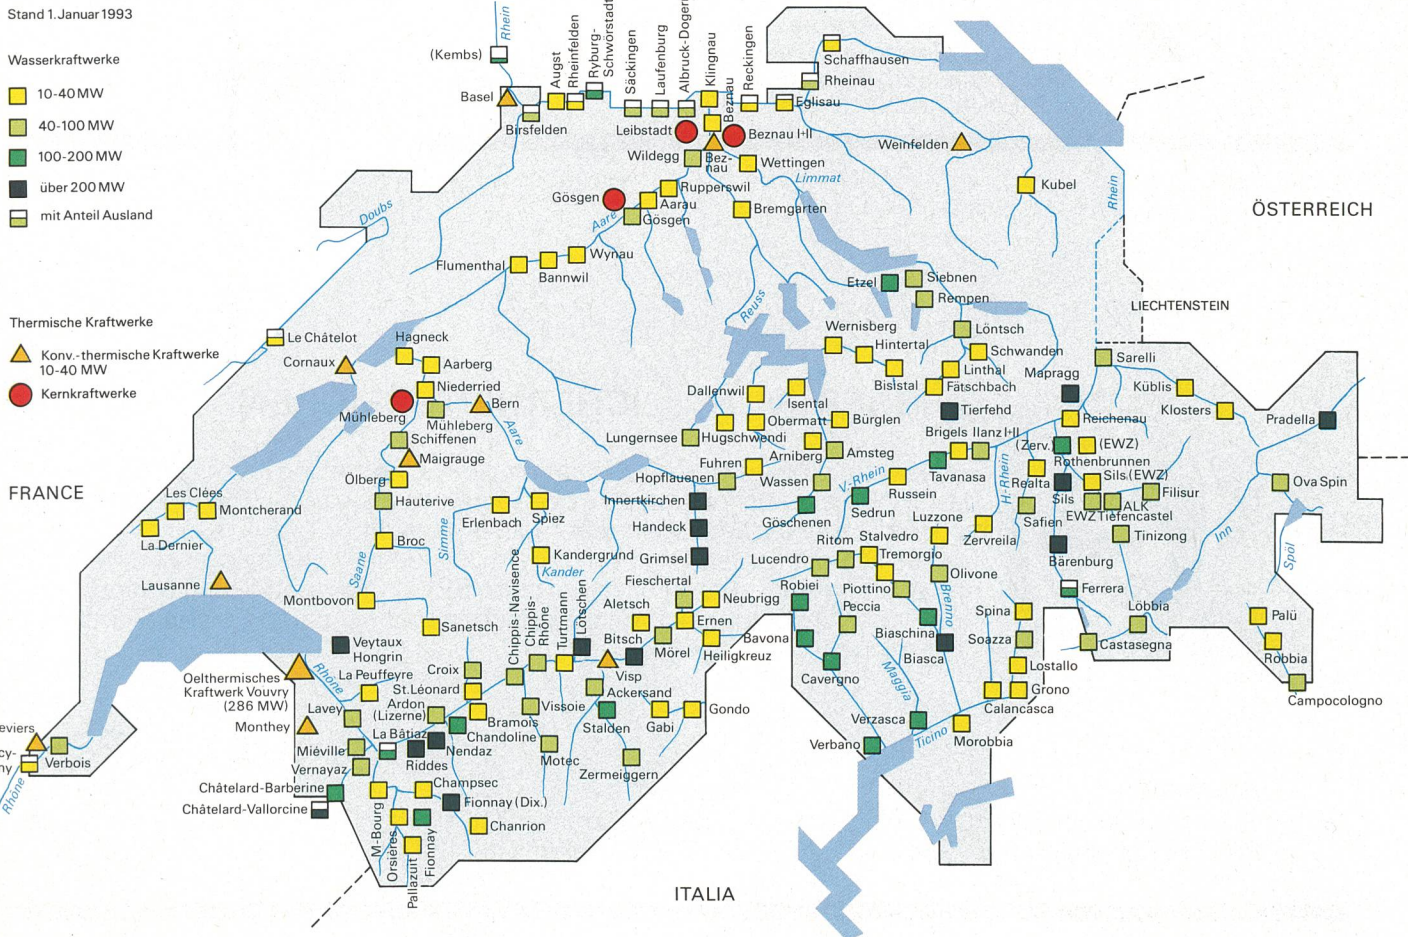 Stand 1. Januar 1993
Wasserkraftwerke
10-40 MW
40-100 MW
100-200 MW
über 200 MW
mit Anteil Ausland
Thermische Kraftwerke
Konv.-thermische Kraftwerke
10-40 MW
Kernkraftwerke
Rhein
(Kembs)
Basel
Birsfelden
Augst
Rheinfelden
Ryburg-
Schwörstadt
Säckingen
Laufenburg
Albruck-Dogern
Klingnau
Beznau
Reckingen
Eglisau
Schaffhausen
Rheinau
Leibstadt
Beznau I+II
Wildegg
Bez-
nau
Wettingen
Limmat
Weinfelden
Kubel
Rhein
ÖSTERREICH
LIECHTENSTEIN
Doubs
Gösgen
Rupperswil
Aarau
Gösgen
Aare
Bremgarten
Wynau
Flumenthal
Bannwil
Reuss
Etzel
Siebnen
Rempen
Le Châtelot
Cornaux
Hagneck
Aarberg
Niederried
Mühleberg
Mühleberg
Bern
Aare
Schiffenen
Maigrauge
Ölberg
Hauterive
Broc
Saane
Simme
Montbovon
Sanetsch
Erlenbach
Spiez
Kandergrund
Kander
Wernisberg
Hintertal
Bislstal
Löntsch
Schwanden
Linthal
Fätschbach
Tierfehd
Dallenwil
Isental
Obermatt
Bürglen
Lungernsee
Hugschwendi
Arniberg
Amsteg
Fuhren
Hopflauenen
Wassen
Innertkirchen
Handeck
Grimsel
Göschenen
V.-Rhein
Sedrun
Russein
Tavanasa
Brigels
Ilanz I+II
H.-Rhein
Zervreila
Safien
Realta
Mapragg
Sarelli
Reichenau
(Zerv.)
(EWZ)
Rothenbrunnen
Sils (EWZ)
Sils
EWZ
ALK
Tiefencastel
Filisur
Tinizong
Bärenburg
Ferrera
Löbbia
Castasegna
Küblis
Klosters
Pradella
Ova Spin
Inn
Spöl
Palü
Robbia
Campocologno
FRANCE
Les Clées
Montcherand
La Dernier
Lausanne
Veytaux
Hongrin
Oelthermisches
Kraftwerk Vouvry
(286 MW)
Rhône
La Peuffeyre
Lavey
Monthey
Miéville
Vernayaz
Châtelard-Barberine
Châtelard-Vallorcine
eviers
cy-
ny
Verbois
Rhône
Croix
St.Léonard
Ardon
(Lizerne)
Bramois
Chandoline
La Bâtiaz
Nendaz
Riddes
Champsec
Fionnay (Dix.)
Chanrion
M-Bourg
Orsières
Pallazuit
Fionnay
Chippis-Navisence
Chippis-
Rhône
Turtmann
Lötschen
Vissoie
Motec
Visp
Ackersand
Stalden
Zermeiggern
Bitsch
Aletsch
Mörel
Fieschertal
Ernen
Neubrigg
Heiligkreuz
Gabi
Gondo
Lucendro
Ritom
Stalvedro
Tremorgio
Piottino
Robiei
Peccia
Bavona
Cavergno
Maggia
Verzasca
Verbano
Luzzone
Olivone
Brenno
Biaschina
Biasca
Ticino
Morobbia
Spina
Soazza
Lostallo
Grono
Calancasca
ITALIA